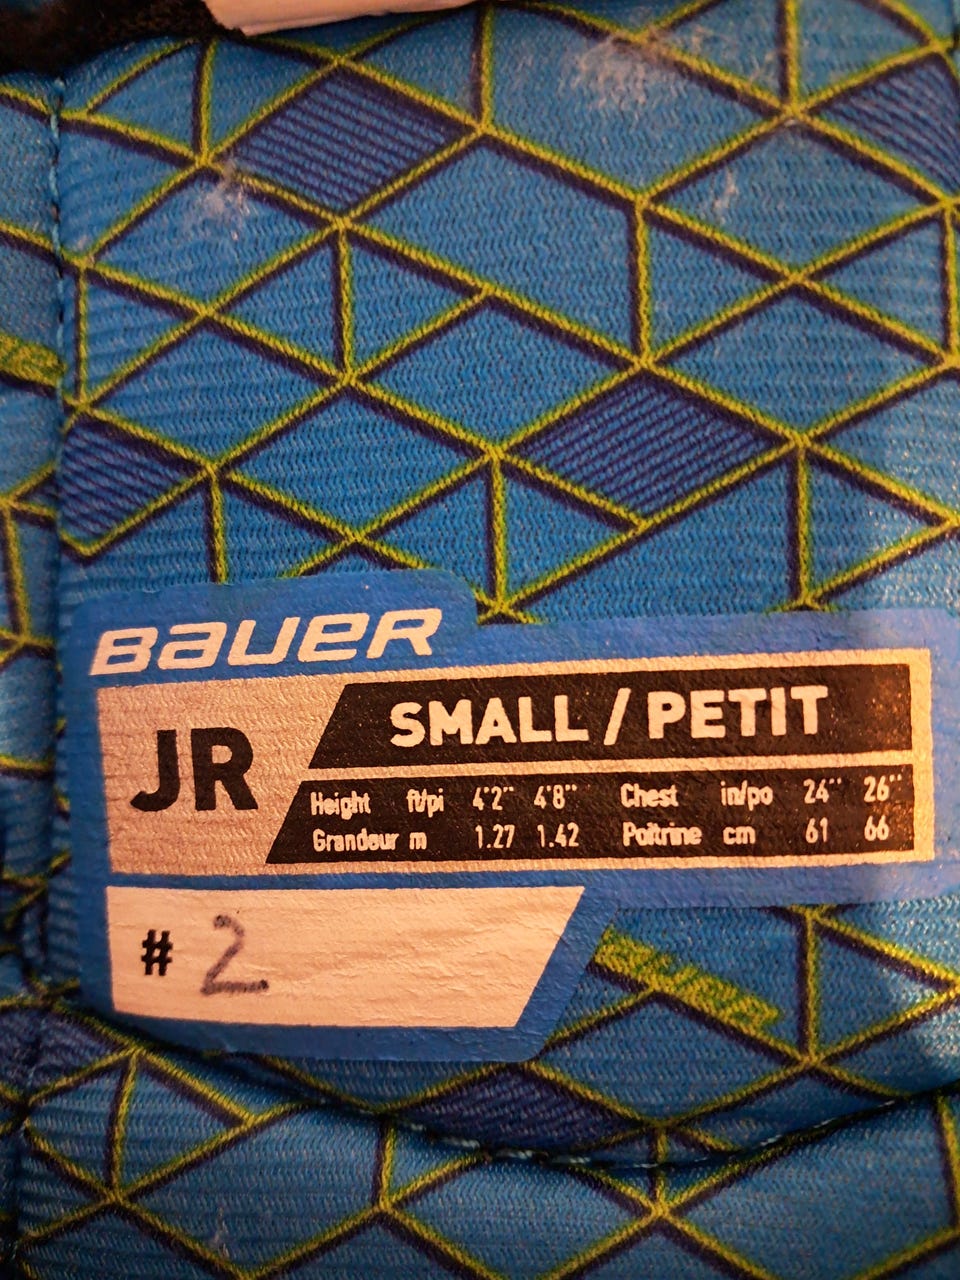 BAUER
JR
SMALL / PETIT
Height ft/pi 4'2" 4'8" Chest in/po 24" 26"
Grandeur m 1.27 1.42 Poitrine cm 61 66
# 2